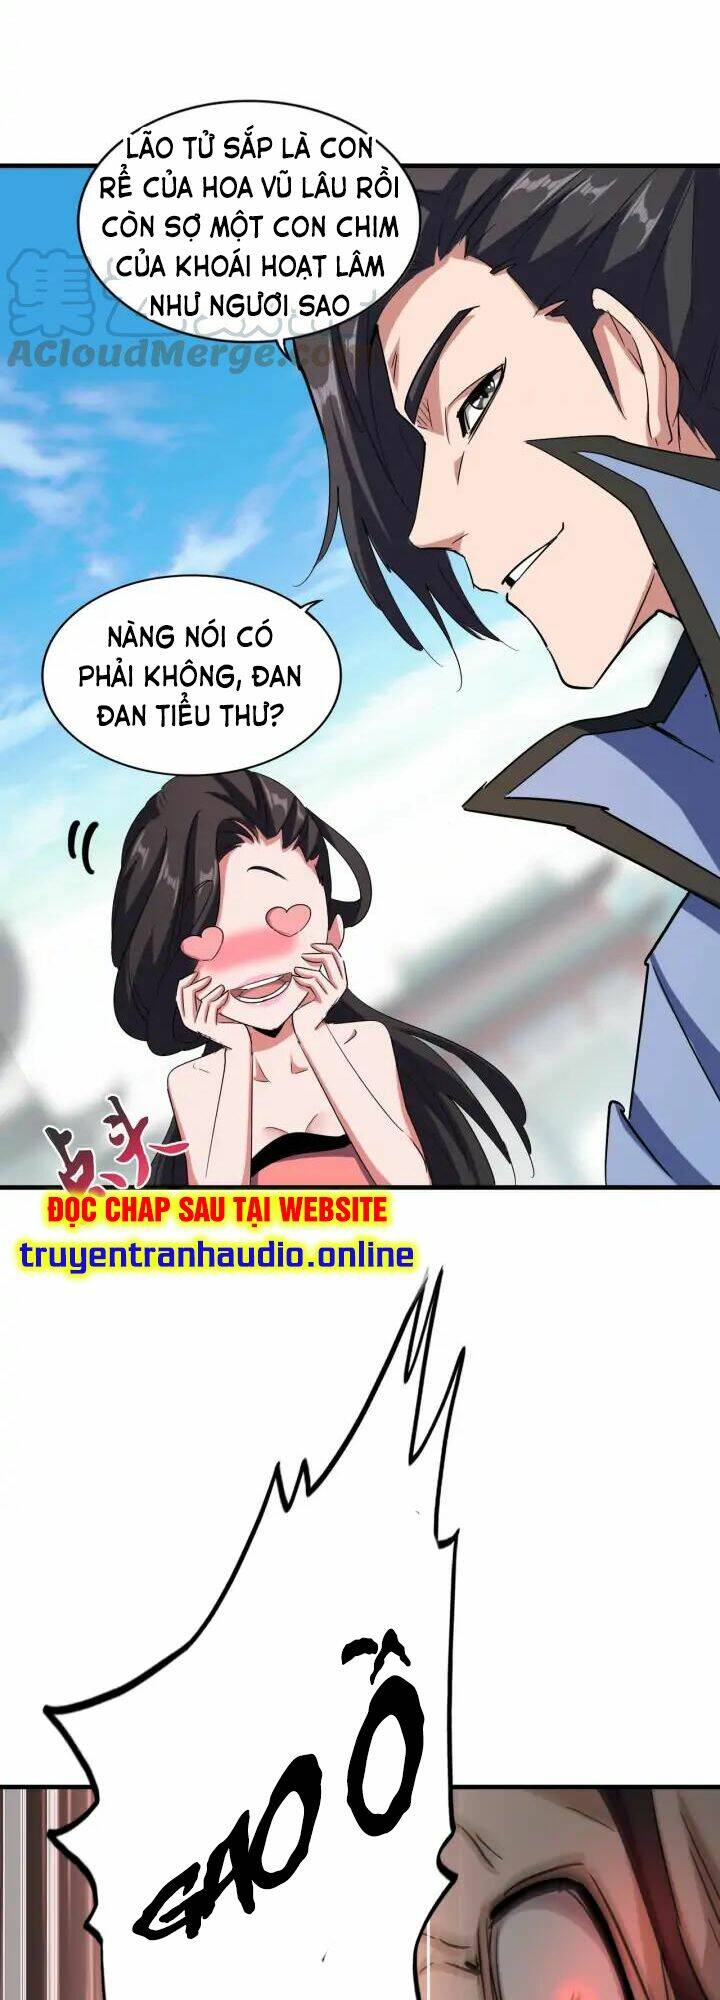 LÃO TỬ SẮP LÀ CON
RỂ CỦA HOA VŨ LÂU RỒI
CÒN SỢ MỘT CON CHIM
CỦA KHOÁI HOẠT LÂM
NHƯ NGƯƠI SAO
AcloudMerge.com
NÀNG NÓI CÓ
PHẢI KHÔNG, ĐAN
ĐAN TIỂU THƯ?
点头
ĐỌC CHAP SAU TẠI WEBSITE
truyentranhaudio.online
GAO Ồ